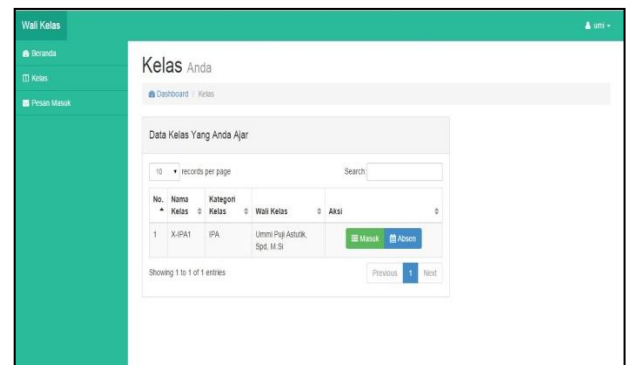 Wali Kelas
umi
Beranda
Kelas
Pesan Masuk
Kelas Anda
Dashboard / Kelas
Data Kelas Yang Anda Ajar
10 records per page
Search:
No. Nama Kelas Kategori Kelas Wali Kelas Aksi
1 X-IPA1 IPA Ummi Puji Astutik, Spd, M.Si Masuk Absen
Showing 1 to 1 of 1 entries
Previous 1 Next